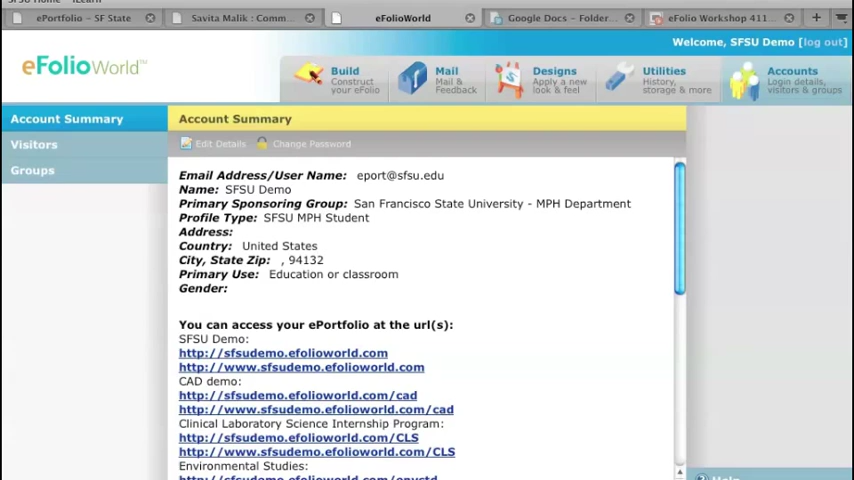 ePortfolio – SF State
Savita Malik : Comm...
eFolioWorld
Google Docs – Folder...
eFolio Workshop 411...
Welcome, SFSU Demo [log out]
eFolioWorld™
Build
Construct
your eFolio
Mail
Mail &
Feedback
Designs
Apply a new
look & feel
Utilities
History,
storage & more
Accounts
Login details,
visitors & groups
Account Summary
Visitors
Groups
Account Summary
Edit Details
Change Password
Email Address/User Name: eport@sfsu.edu
Name: SFSU Demo
Primary Sponsoring Group: San Francisco State University - MPH Department
Profile Type: SFSU MPH Student
Address:
Country: United States
City, State Zip: , 94132
Primary Use: Education or classroom
Gender:
You can access your ePortfolio at the url(s):
SFSU Demo:
http://sfsudemo.efolioworld.com
http://www.sfsudemo.efolioworld.com
CAD demo:
http://sfsudemo.efolioworld.com/cad
http://www.sfsudemo.efolioworld.com/cad
Clinical Laboratory Science Internship Program:
http://sfsudemo.efolioworld.com/CLS
http://www.sfsudemo.efolioworld.com/CLS
Environmental Studies:
http://sfsudemo.efolioworld.com/envstd
Help